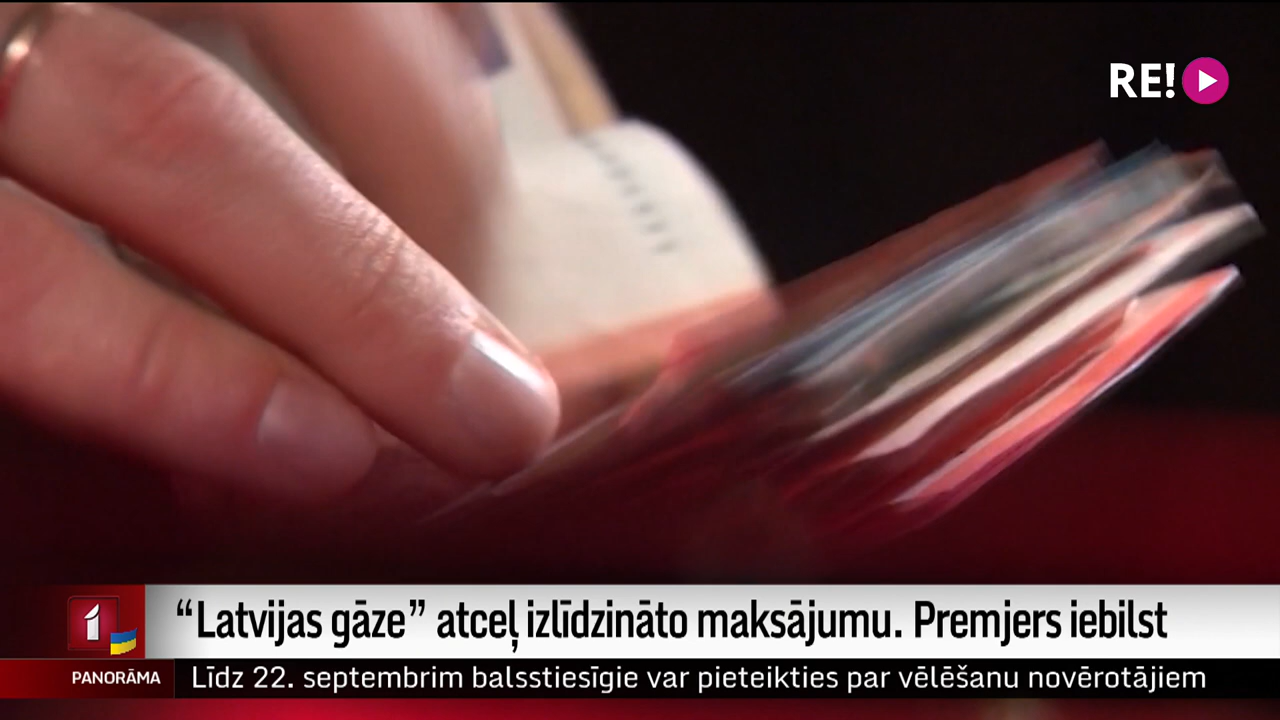 RE!
“Latvijas gāze” atceļ izlīdzināto maksājumu. Premjers iebilst
1
PANORĀMA
Līdz 22. septembrim balsstiesīgie var pieteikties par vēlēšanu novērotājiem